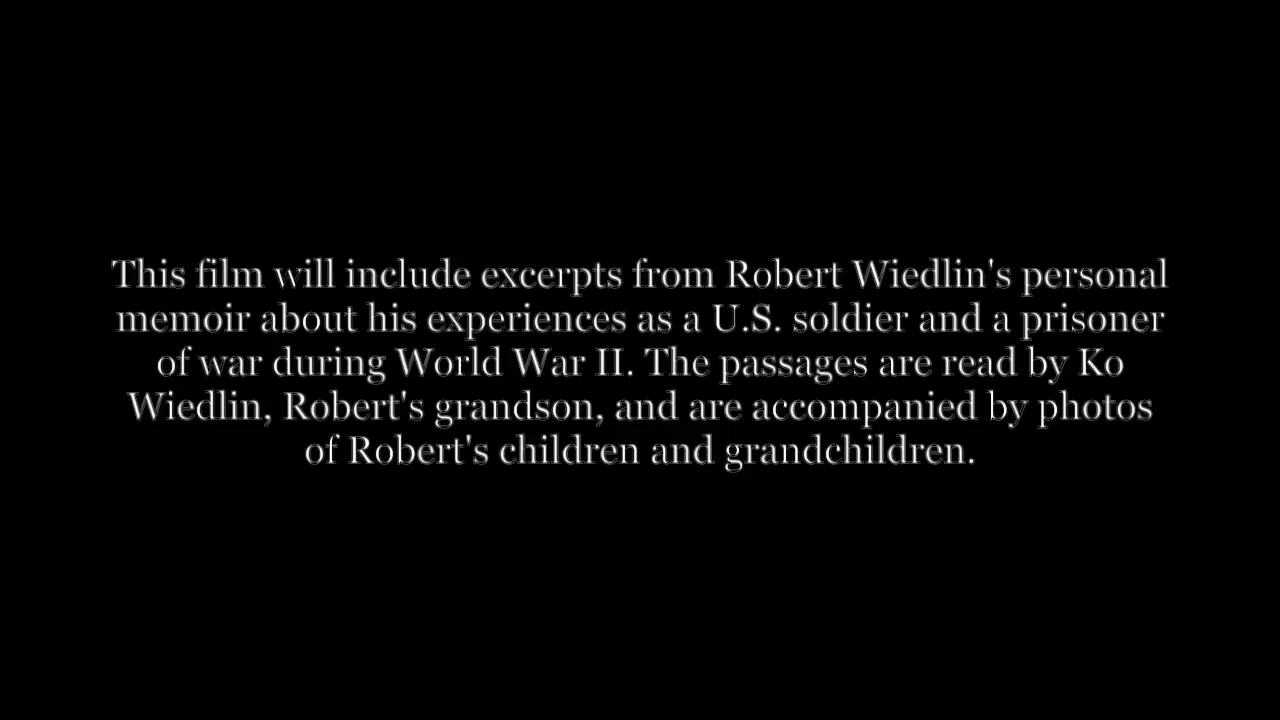 This film will include excerpts from Robert Wiedlin's personal
memoir about his experiences as a U.S. soldier and a prisoner
of war during World War II. The passages are read by Ko
Wiedlin, Robert's grandson, and are accompanied by photos
of Robert's children and grandchildren.